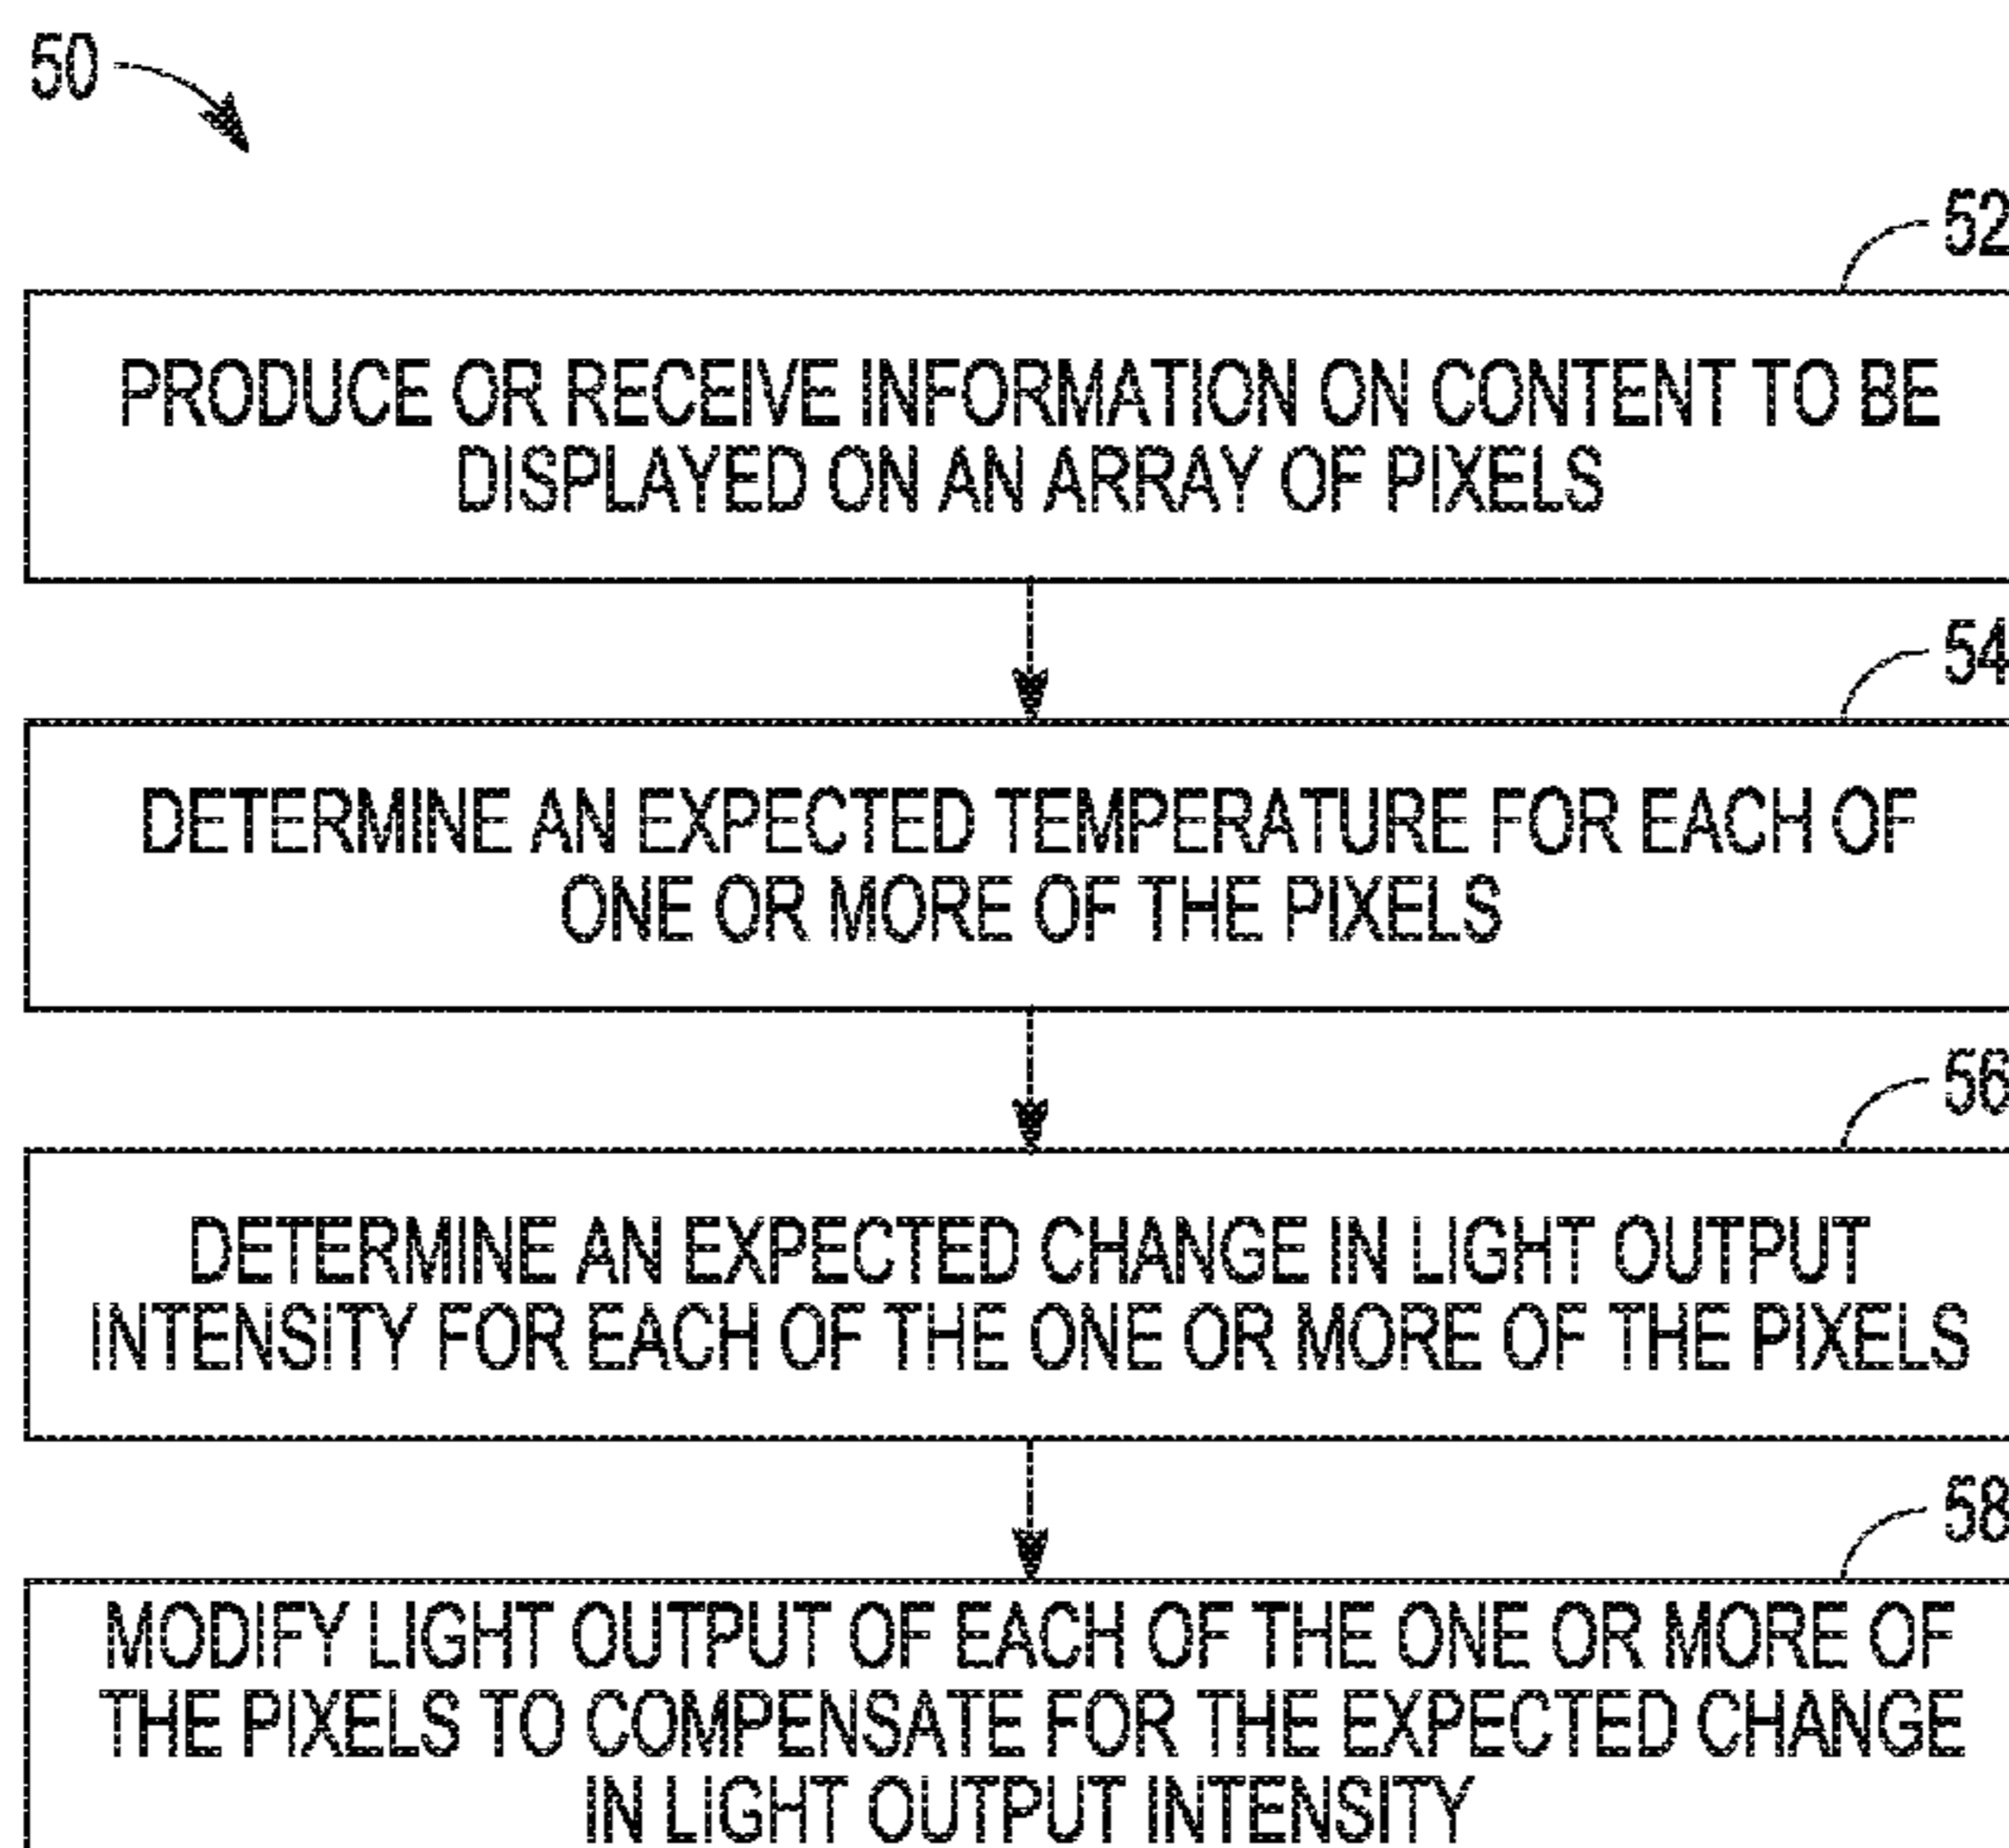 50
52
PRODUCE OR RECEIVE INFORMATION ON CONTENT TO BE
DISPLAYED ON AN ARRAY OF PIXELS
54
DETERMINE AN EXPECTED TEMPERATURE FOR EACH OF
ONE OR MORE OF THE PIXELS
56
DETERMINE AN EXPECTED CHANGE IN LIGHT OUTPUT
INTENSITY FOR EACH OF THE ONE OR MORE OF THE PIXELS
58
MODIFY LIGHT OUTPUT OF EACH OF THE ONE OR MORE OF
THE PIXELS TO COMPENSATE FOR THE EXPECTED CHANGE
IN LIGHT OUTPUT INTENSITY